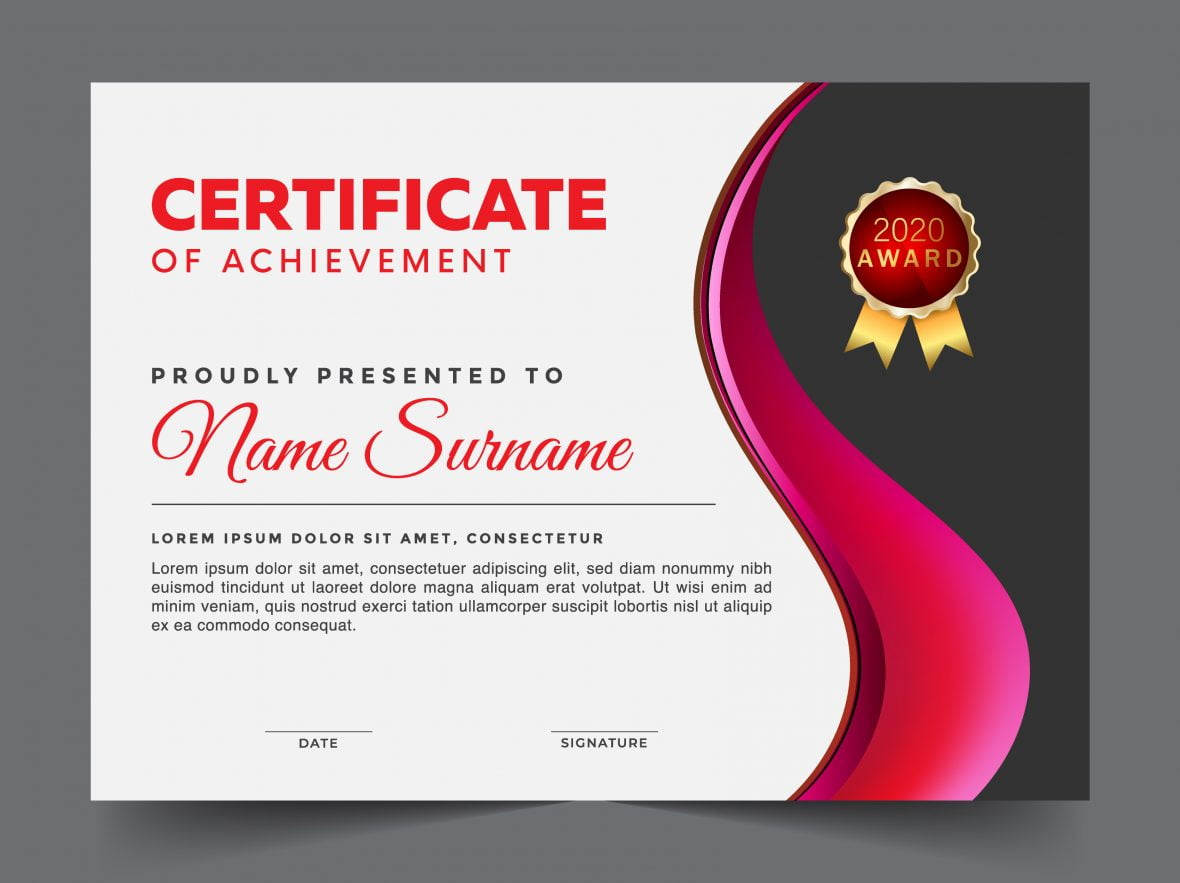 CERTIFICATE
OF ACHIEVEMENT
2020
AWARD
PROUDLY PRESENTED TO
Name Surname
LOREM IPSUM DOLOR SIT AMET, CONSECTETUR
Lorem ipsum dolor sit amet, consectetuer adipiscing elit, sed diam nonummy nibh
euismod tincidunt ut laoreet dolore magna aliquam erat volutpat. Ut wisi enim ad
minim veniam, quis nostrud exerci tation ullamcorper suscipit lobortis nisl ut aliquip
ex ea commodo consequat.
DATE
SIGNATURE